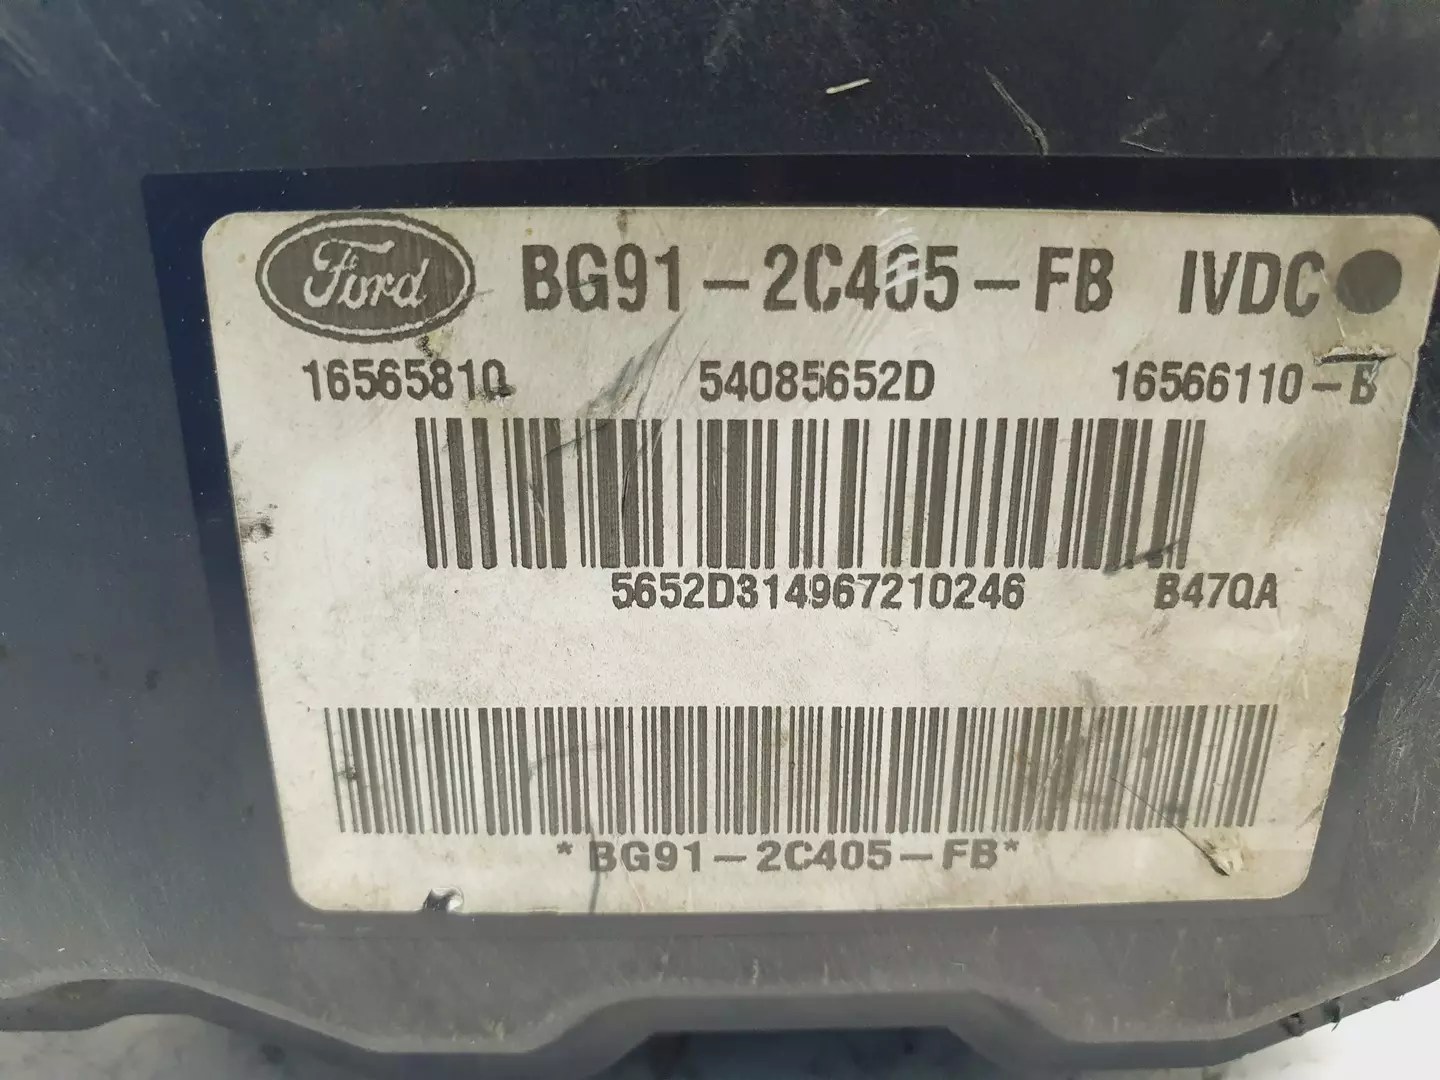 Ford BG91-2C405-FB IVDC
16565810 54085652D 16566110-B
5652D314967210246 B47QA
*BG91-2C405-FB*